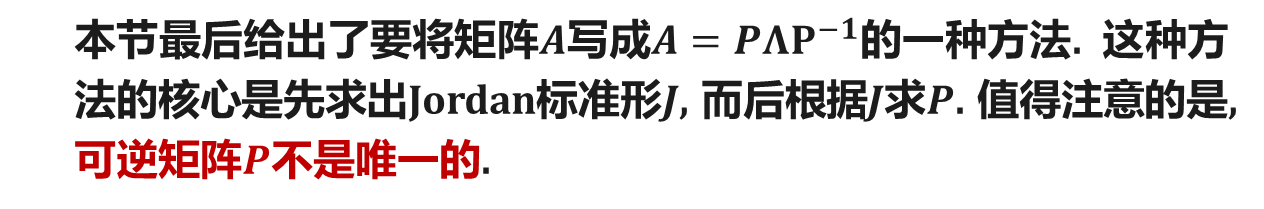 本节最后给出了要将矩阵A写成A = PΛP⁻¹的一种方法. 这种方
法的核心是先求出Jordan标准形J, 而后根据J求P. 值得注意的是,
可逆矩阵P不是唯一的.